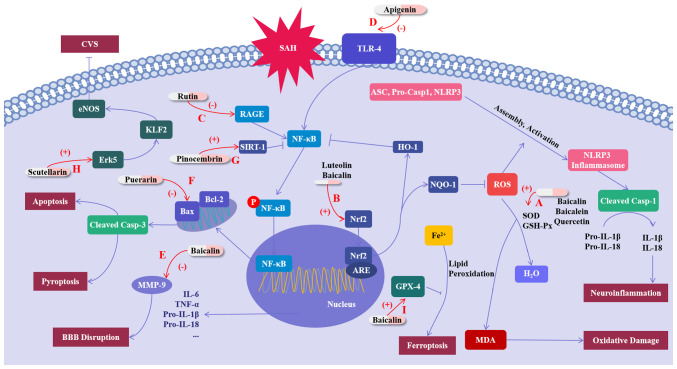 Apigenin
D
(-)
CVS
SAH
TLR-4
ASC, Pro-Casp1, NLRP3
Assembly, Activation
Rutin
(-)
C
RAGE
eNOS
KLF2
NF-κB
HO-1
Pinocembrin
(+)
G
SIRT-1
NLRP3
Inflammasome
(+)
Scutellarin
H
Erk5
Luteolin
Baicalin
B
(+)
NQO-1
ROS
Cleaved Casp-1
Puerarin
F
(-)
Bcl-2
Bax
(+)
A
Baicalin
Baicalein
Quercetin
SOD
GSH-Px
Apoptosis
Cleaved Casp-3
P
NF-κB
Nrf2
Fe²⁺
Pro-IL-1β
Pro-IL-18
IL-1β
IL-18
E
Baicalin
(-)
NF-κB
Nrf2
ARE
Lipid
Peroxidation
H₂O
Pyroptosis
MMP-9
GPX-4
Neuroinflammation
IL-6
TNF-α
Pro-IL-1β
Pro-IL-18
...
Nucleus
(+)
I
Baicalin
BBB Disruption
Ferroptosis
MDA
Oxidative Damage